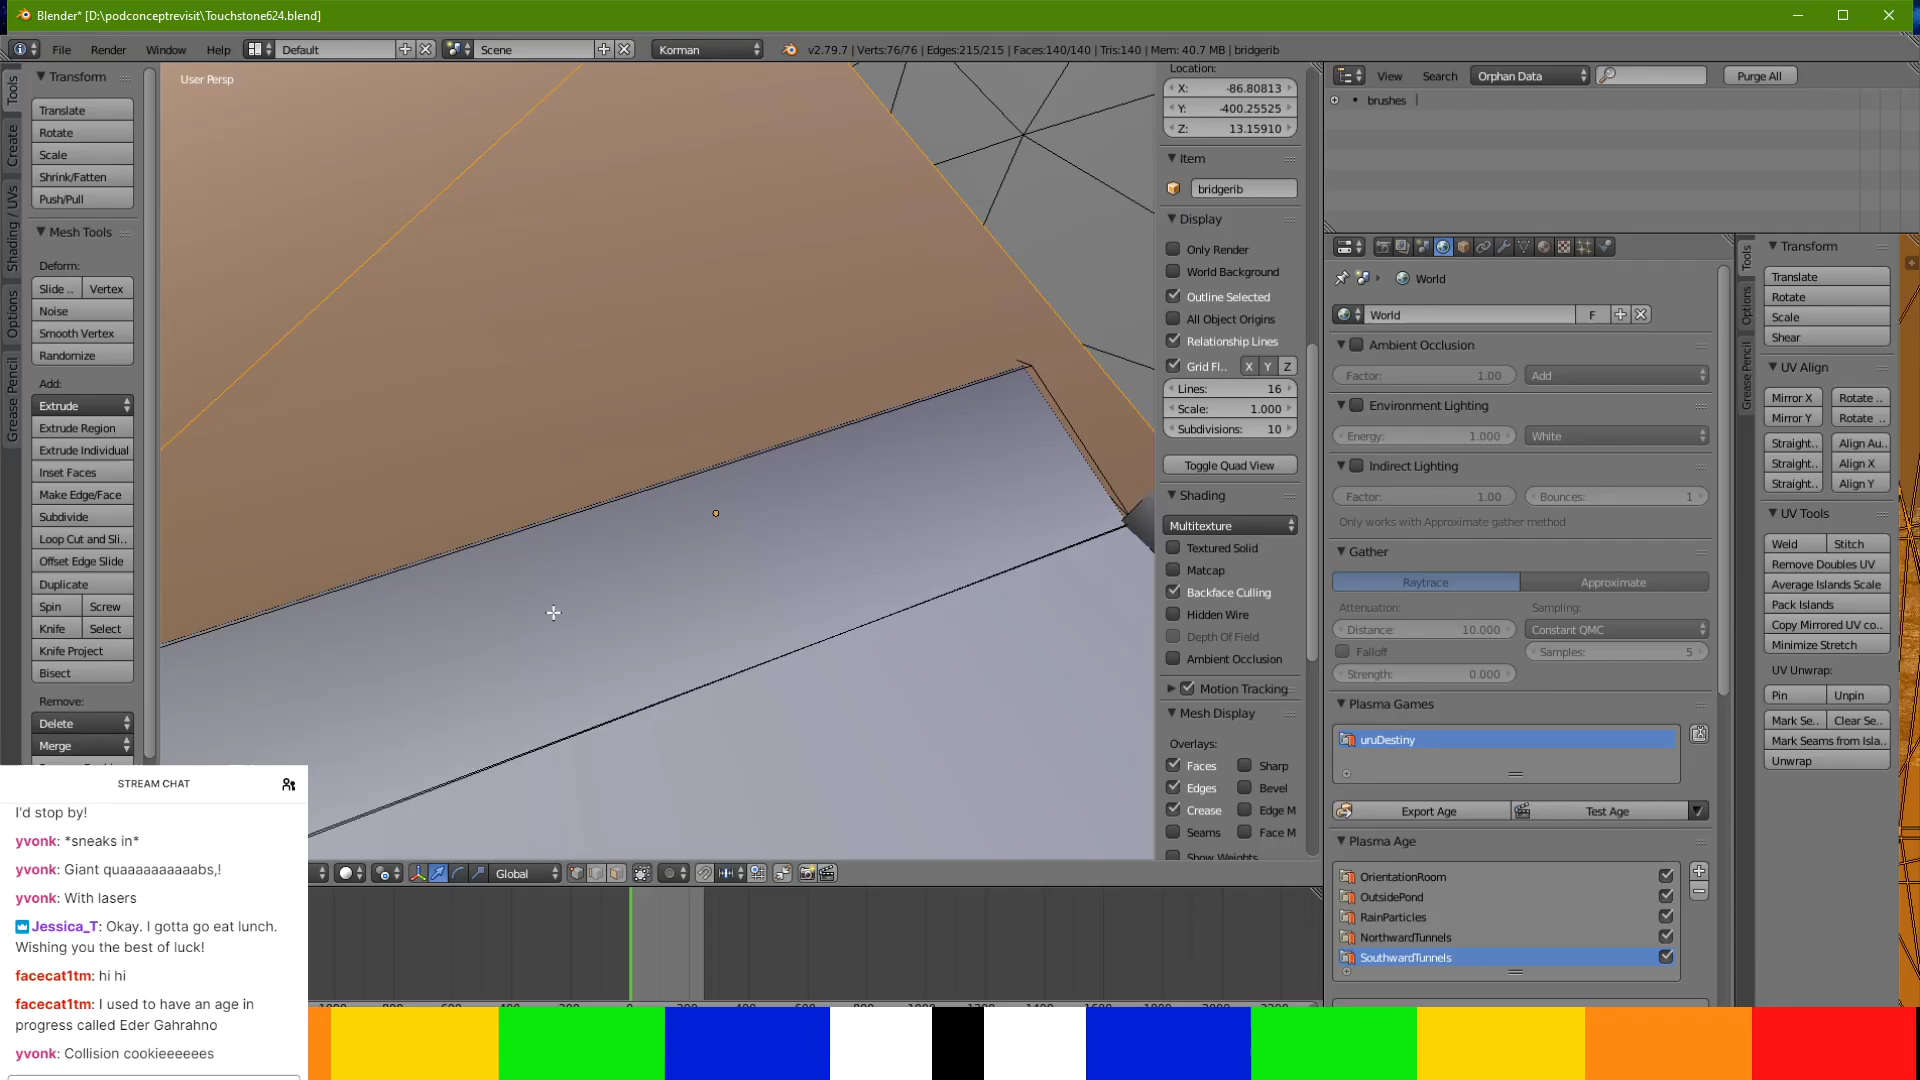 Blender* [D:\podconceptrevisit\Touchstone624.blend]
File Render Window Help Default Scene Korman v2.79.7 | Verts:76/76 | Edges:215/215 | Faces:140/140 | Tris:140 | Mem: 40.7 MB | bridgerib
Tools
Create
Shading / UVs
Options
Grease Pencil
Transform
Translate
Rotate
Scale
Shrink/Fatten
Push/Pull
Mesh Tools
Deform:
Slide .. Vertex
Noise
Smooth Vertex
Randomize
Add:
Extrude
Extrude Region
Extrude Individual
Inset Faces
Make Edge/Face
Subdivide
Loop Cut and Sli..
Offset Edge Slide
Duplicate
Spin Screw
Knife Select
Knife Project
Bisect
Remove:
Delete
Merge
User Persp
Location:
X: -86.80813
Y: -400.25525
Z: 13.15910
Item
bridgerib
Display
Only Render
World Background
Outline Selected
All Object Origins
Relationship Lines
Grid Fl.. X Y Z
Lines: 16
Scale: 1.000
Subdivisions: 10
Toggle Quad View
Shading
Multitexture
Textured Solid
Matcap
Backface Culling
Hidden Wire
Depth Of Field
Ambient Occlusion
Motion Tracking
Mesh Display
Overlays:
Faces Sharp
Edges Bevel
Crease Edge M
Seams Face M
Show Weights
View Search Orphan Data Purge All
brushes
World
World F
Ambient Occlusion
Factor: 1.00 Add
Environment Lighting
Energy: 1.000 White
Indirect Lighting
Factor: 1.00 Bounces: 1
Only works with Approximate gather method
Gather
Raytrace Approximate
Attenuation: Sampling:
Distance: 10.000 Constant QMC
Falloff Samples: 5
Strength: 0.000
Plasma Games
uruDestiny
Export Age Test Age
Plasma Age
OrientationRoom
OutsidePond
RainParticles
NorthwardTunnels
SouthwardTunnels
Tools
Options
Grease Pencil
Transform
Translate
Rotate
Scale
Shear
UV Align
Mirror X Rotate ..
Mirror Y Rotate ..
Straight.. Align Au..
Straight.. Align X
Straight.. Align Y
UV Tools
Weld Stitch
Remove Doubles UV
Average Islands Scale
Pack Islands
Copy Mirrored UV co..
Minimize Stretch
UV Unwrap:
Pin Unpin
Mark Se.. Clear Se..
Mark Seams from Isla..
Unwrap
Global
STREAM CHAT
I'd stop by!
yvonk: *sneaks in*
yvonk: Giant quaaaaaaaaaabs,!
yvonk: With lasers
Jessica_T: Okay. I gotta go eat lunch.
Wishing you the best of luck!
facecat1tm: hi hi
facecat1tm: I used to have an age in
progress called Eder Gahrahno
yvonk: Collision cookieeeeees